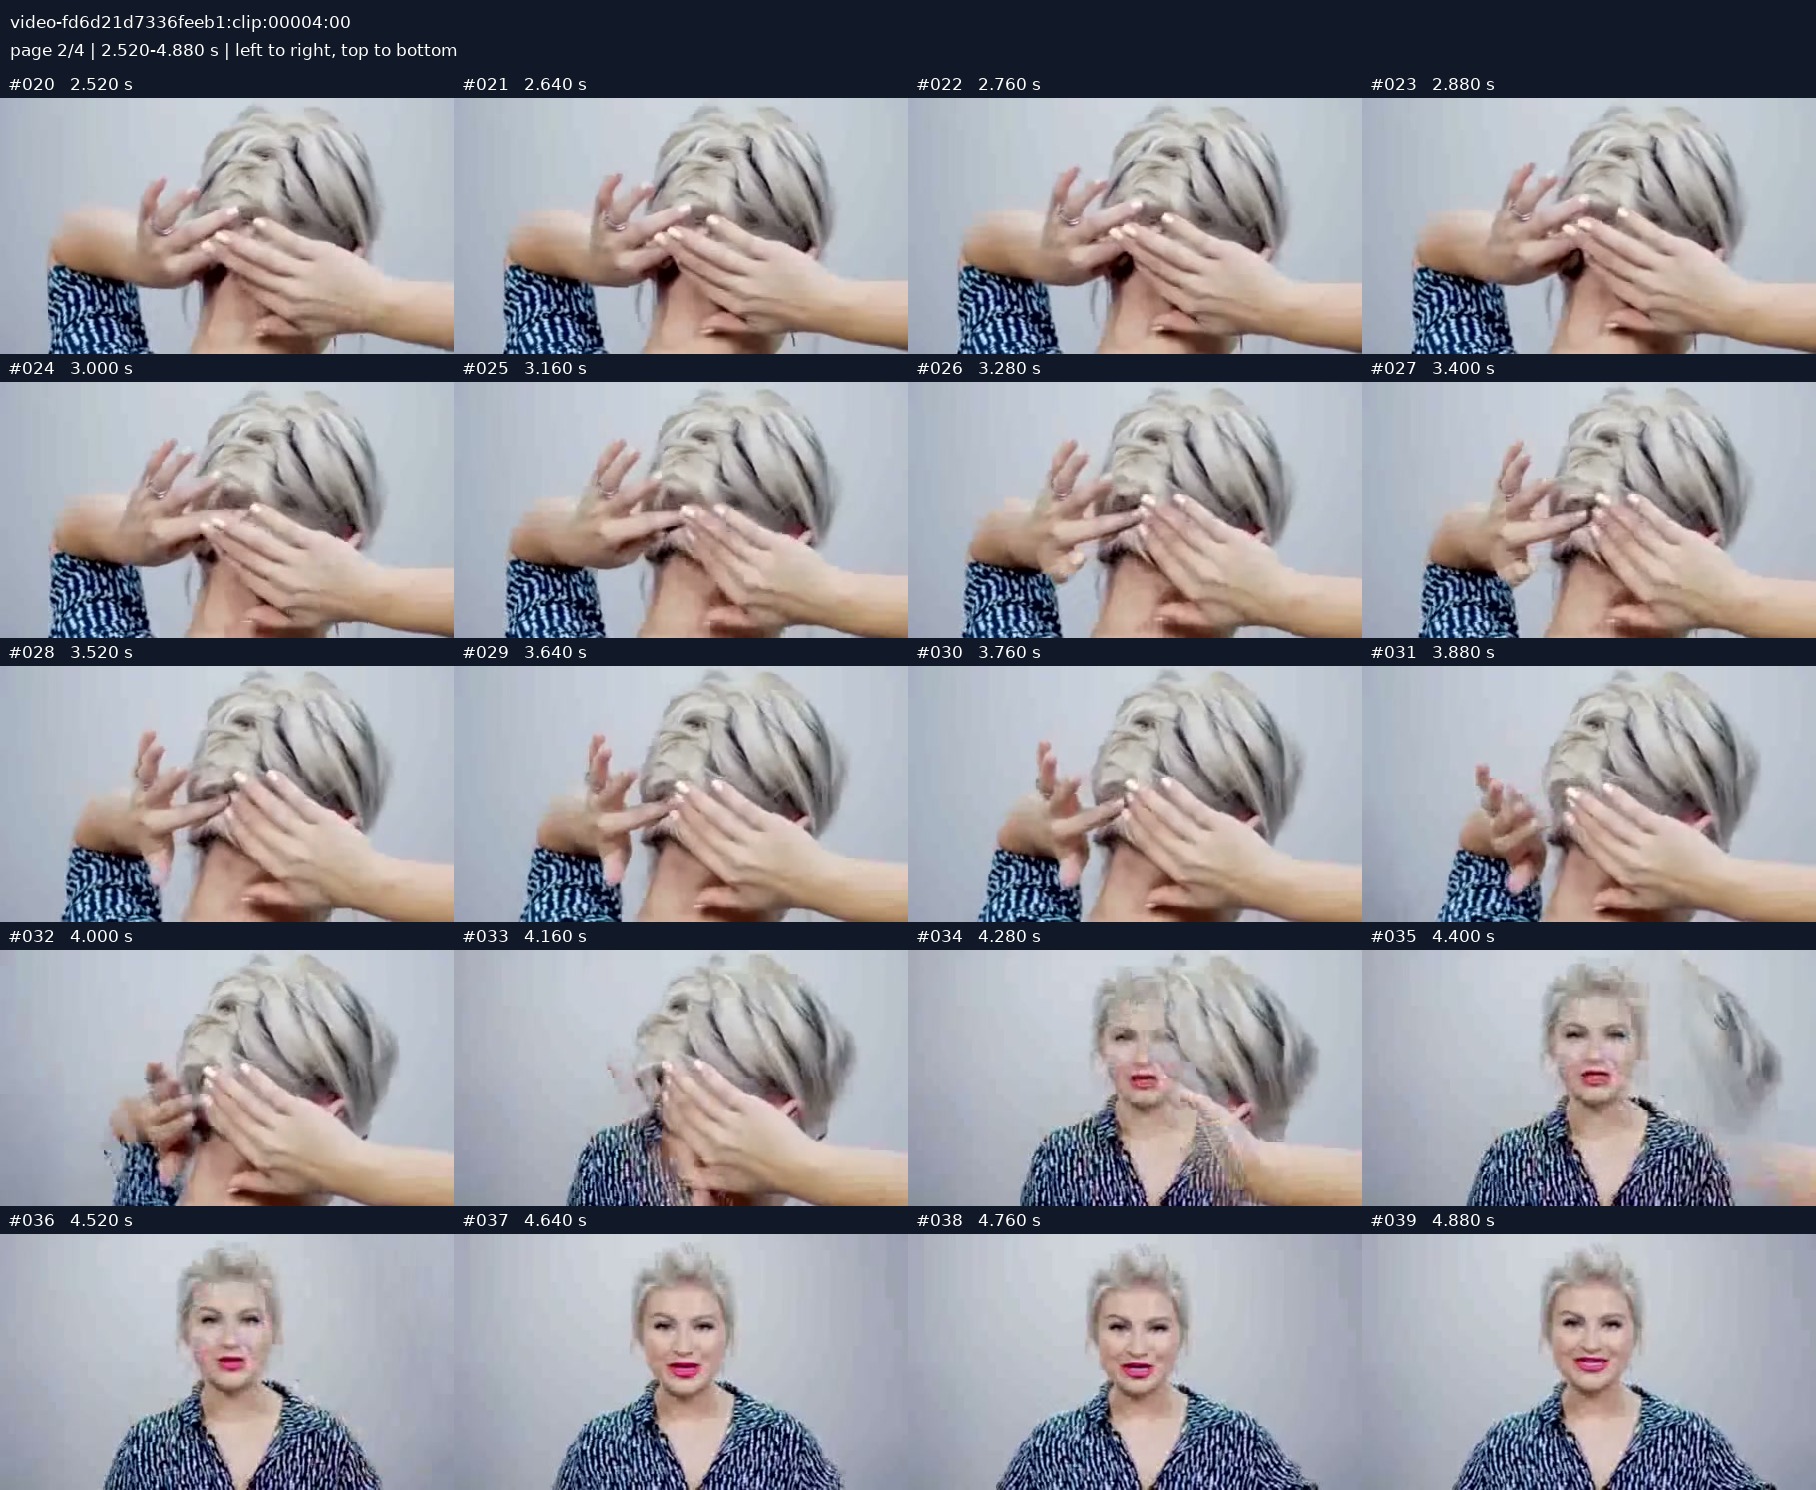 video-fd6d21d7336feeb1:clip:00004:00
page 2/4 | 2.520-4.880 s | left to right, top to bottom
#020 2.520 s
#021 2.640 s
#022 2.760 s
#023 2.880 s
#024 3.000 s
#025 3.160 s
#026 3.280 s
#027 3.400 s
#028 3.520 s
#029 3.640 s
#030 3.760 s
#031 3.880 s
#032 4.000 s
#033 4.160 s
#034 4.280 s
#035 4.400 s
#036 4.520 s
#037 4.640 s
#038 4.760 s
#039 4.880 s